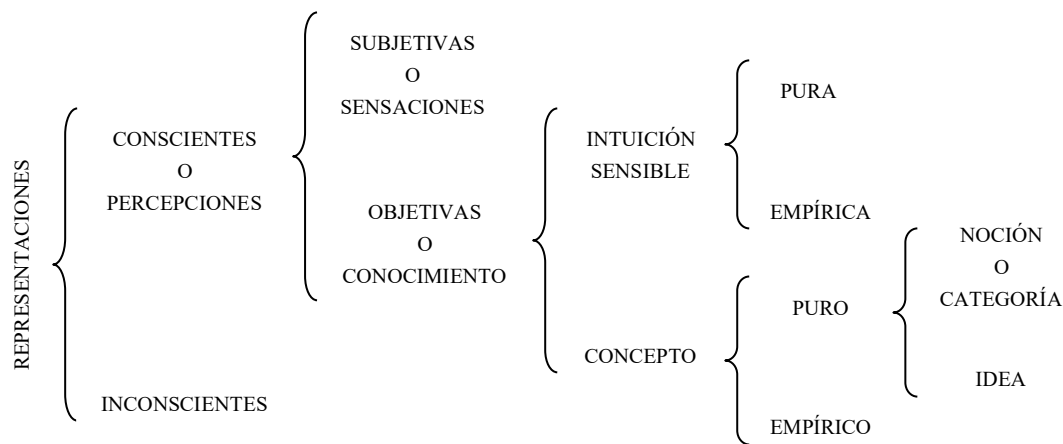 REPRESENTACIONES
CONSCIENTES
O
PERCEPCIONES
INCONSCIENTES
SUBJETIVAS
O
SENSACIONES
OBJETIVAS
O
CONOCIMIENTO
INTUICIÓN
SENSIBLE
CONCEPTO
PURA
EMPÍRICA
PURO
EMPÍRICO
NOCIÓN
O
CATEGORÍA
IDEA